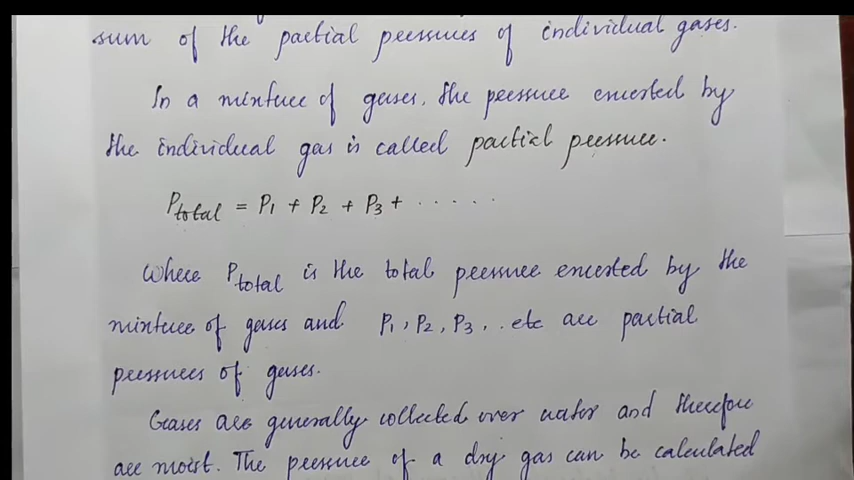 sum of the partial pressures of individual gases.
In a mixture of gases, the pressure exerted by
the individual gas is called partial pressure.
Ptotal = P1 + P2 + P3 + . . . . .
Where Ptotal is the total pressure exerted by the
mixture of gases and P1, P2, P3, .. etc are partial
pressures of gases.
Gases are generally collected over water and therefore
are moist. The pressure of a dry gas can be calculated